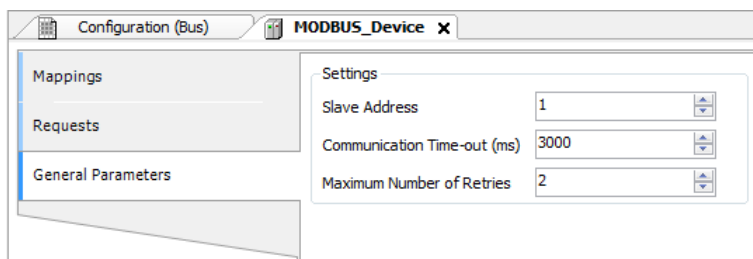 Configuration (Bus)
MODBUS_Device
Mappings
Requests
General Parameters
Settings
Slave Address 1
Communication Time-out (ms) 3000
Maximum Number of Retries 2